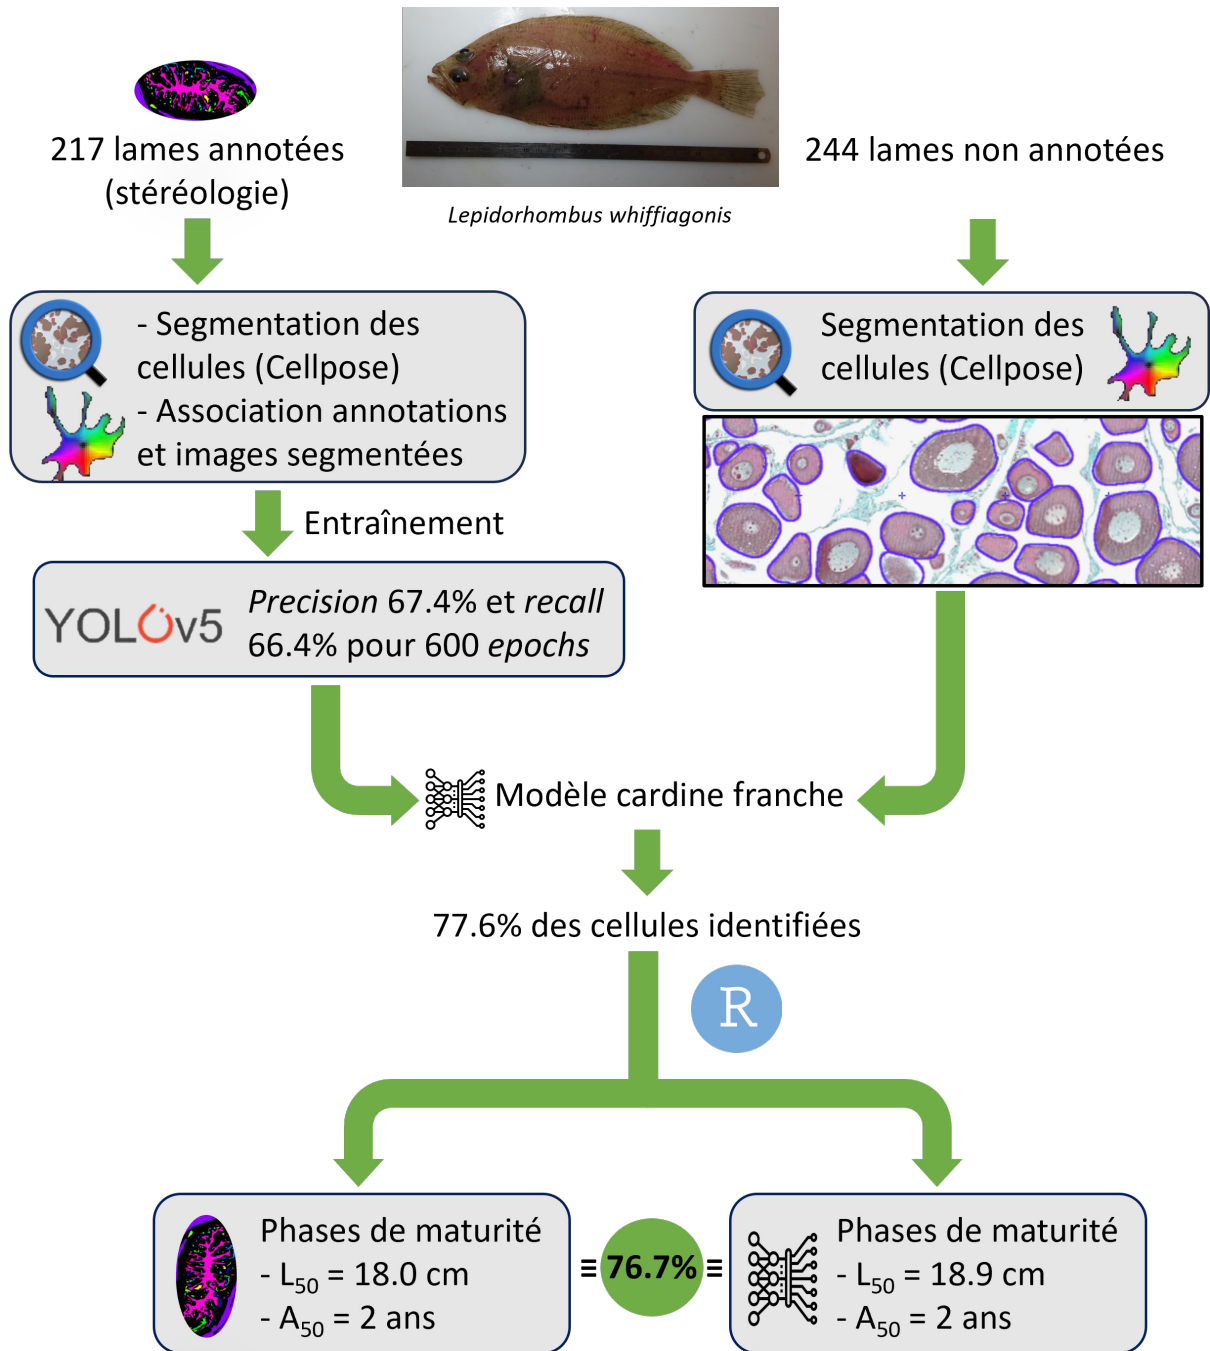 217 lames annotées
(stéréologie)
Lepidorhombus whiffiagonis
244 lames non annotées
- Segmentation des
cellules (Cellpose)
- Association annotations
et images segmentées
Segmentation des
cellules (Cellpose)
Entraînement
YOLOv5
Precision 67.4% et recall
66.4% pour 600 epochs
Modèle cardine franche
77.6% des cellules identifiées
R
Phases de maturité
- L50 = 18.0 cm
- A50 = 2 ans
≡ 76.7% ≡
Phases de maturité
- L50 = 18.9 cm
- A50 = 2 ans